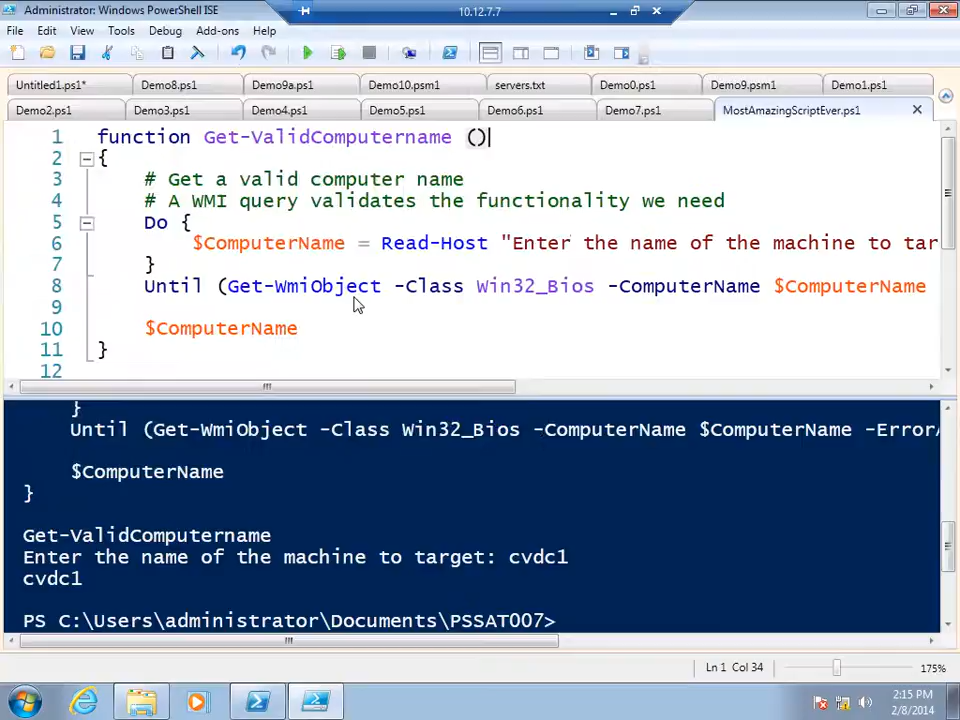 Administrator: Windows PowerShell ISE
10.12.7.7
File Edit View Tools Debug Add-ons Help
Untitled1.ps1* Demo8.ps1 Demo9a.ps1 Demo10.psm1 servers.txt Demo0.ps1 Demo9.psm1 Demo1.ps1
Demo2.ps1 Demo3.ps1 Demo4.ps1 Demo5.ps1 Demo6.ps1 Demo7.ps1 MostAmazingScriptEver.ps1
1 function Get-ValidComputername ()
2 {
3 # Get a valid computer name
4 # A WMI query validates the functionality we need
5 Do {
6 $ComputerName = Read-Host "Enter the name of the machine to tar
7 }
8 Until (Get-WmiObject -Class Win32_Bios -ComputerName $ComputerName
9
10 $ComputerName
11 }
12
}
Until (Get-WmiObject -Class Win32_Bios -ComputerName $ComputerName -ErrorA
$ComputerName
}
Get-ValidComputername
Enter the name of the machine to target: cvdc1
cvdc1
PS C:\Users\administrator\Documents\PSSAT007>
Ln 1 Col 34 175%
2:15 PM
2/8/2014